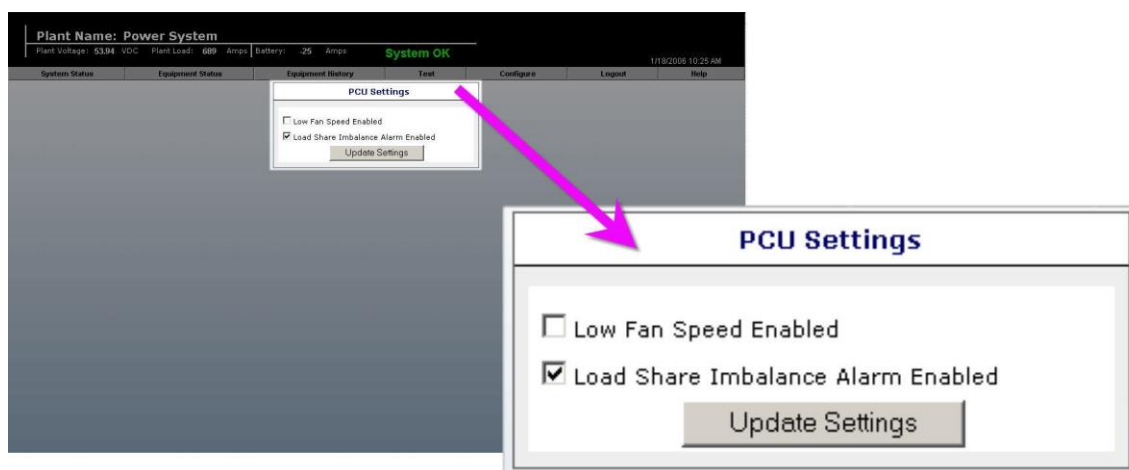 Plant Name: Power System
Plant Voltage: 53.94 VDC Plant Load: 689 Amps Battery: -25 Amps System OK
1/18/2006 10:25 AM
System Status Equipment Status Equipment History Test Configure Logout Help
PCU Settings
Low Fan Speed Enabled
Load Share Imbalance Alarm Enabled
Update Settings
PCU Settings
Low Fan Speed Enabled
Load Share Imbalance Alarm Enabled
Update Settings